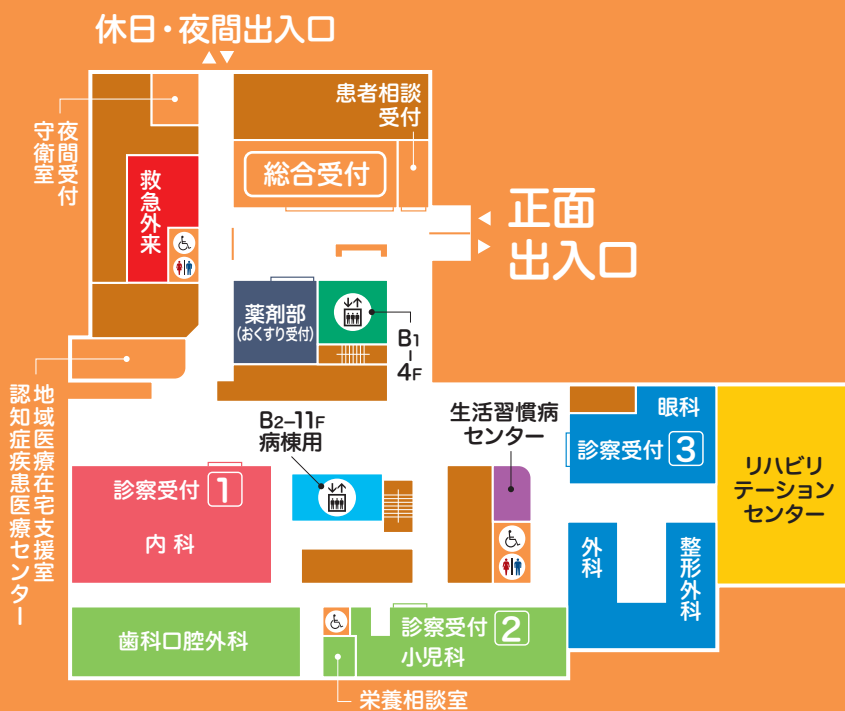 休日・夜間出入口
夜間受付
守衛室
患者相談
受付
総合受付
救急外来
正面
出入口
薬剤部
(おくすり受付)
B1
4F
地域医療在宅支援室
認知症疾患医療センター
B2-11F
病棟用
生活習慣病
センター
眼科
診察受付 3
リハビリ
テーション
センター
診察受付 1
内科
外科
整形外科
歯科口腔外科
診察受付 2
小児科
栄養相談室